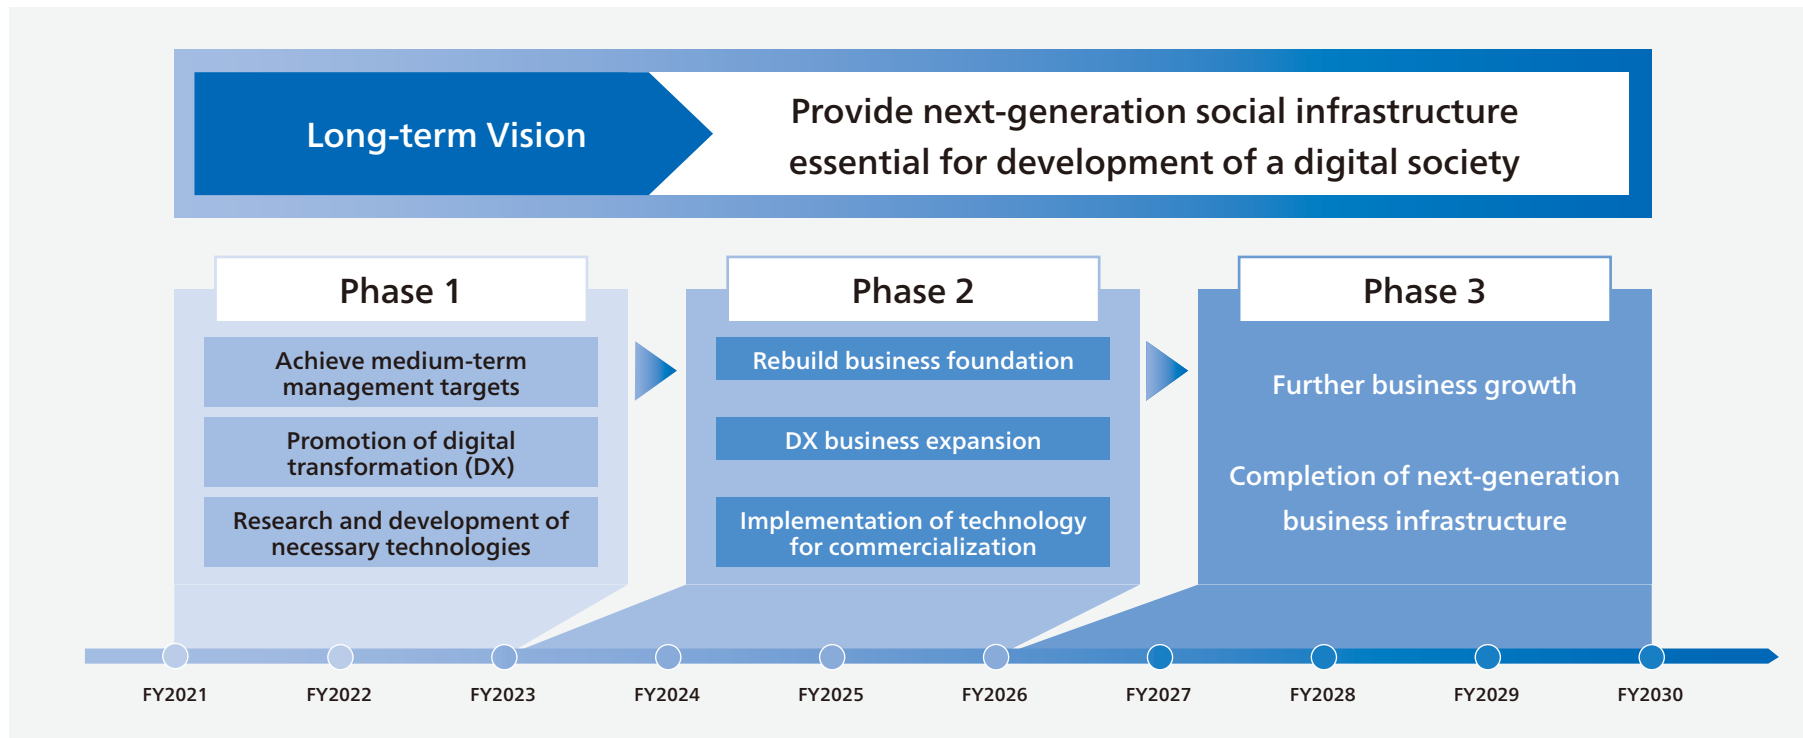 Long-term Vision
Provide next-generation social infrastructure
essential for development of a digital society
Phase 1
Achieve medium-term
management targets
Promotion of digital
transformation (DX)
Research and development of
necessary technologies
Phase 2
Rebuild business foundation
DX business expansion
Implementation of technology
for commercialization
Phase 3
Further business growth
Completion of next-generation
business infrastructure
FY2021 FY2022 FY2023 FY2024 FY2025 FY2026 FY2027 FY2028 FY2029 FY2030